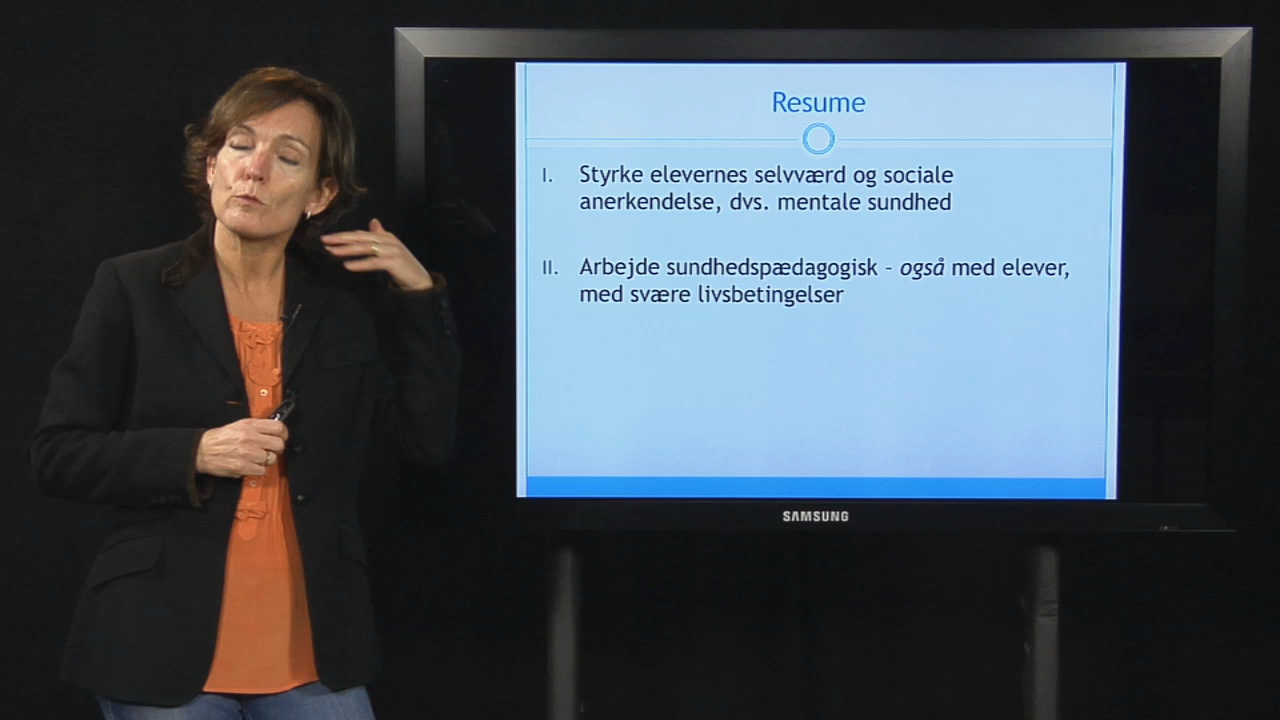 Resume
I. Styrke elevernes selvværd og sociale
anerkendelse, dvs. mentale sundhed
II. Arbejde sundhedspædagogisk – også med elever,
med svære livsbetingelser
SAMSUNG